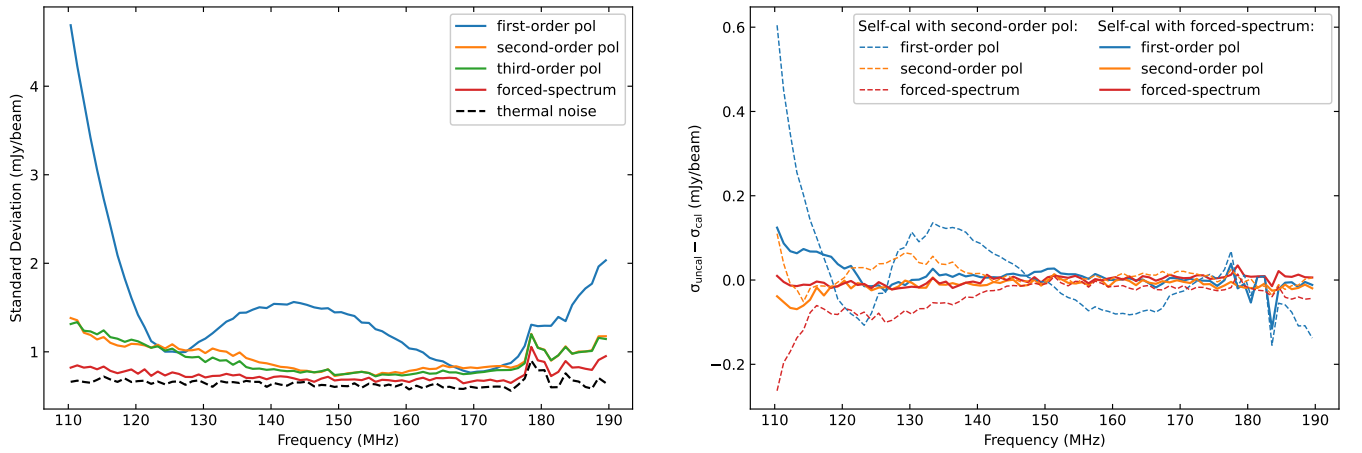 first-order pol
second-order pol
third-order pol
forced-spectrum
thermal noise
4
3
2
1
110 120 130 140 150 160 170 180 190
Frequency (MHz)
Standard Deviation (mJy/beam)
Self-cal with second-order pol:
first-order pol
second-order pol
forced-spectrum
Self-cal with forced-spectrum:
first-order pol
second-order pol
forced-spectrum
0.6
0.4
0.2
0.0
−0.2
110 120 130 140 150 160 170 180 190
Frequency (MHz)
σuncal − σcal (mJy/beam)